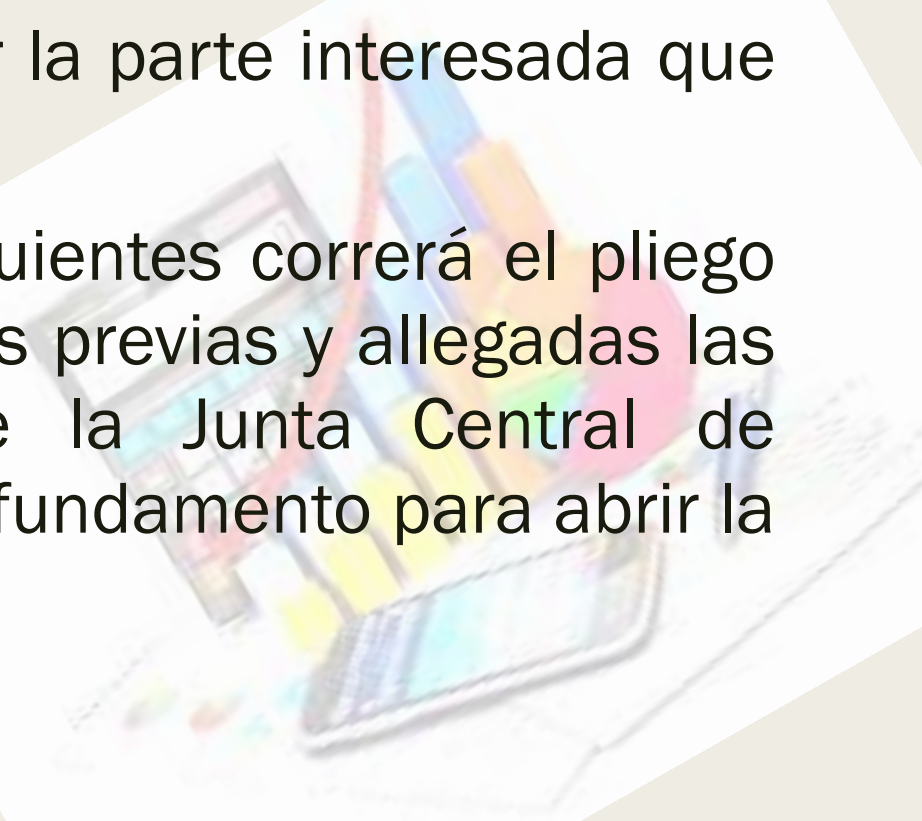 la parte interesada que
uientes correrá el pliego
s previas y allegadas las
e la Junta Central de
fundamento para abrir la